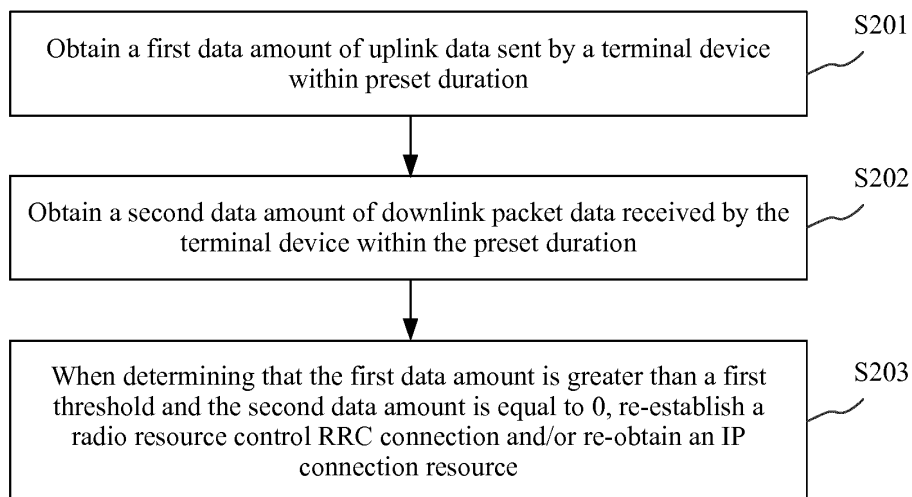 S201
Obtain a first data amount of uplink data sent by a terminal device
within preset duration
S202
Obtain a second data amount of downlink packet data received by the
terminal device within the preset duration
S203
When determining that the first data amount is greater than a first
threshold and the second data amount is equal to 0, re-establish a
radio resource control RRC connection and/or re-obtain an IP
connection resource